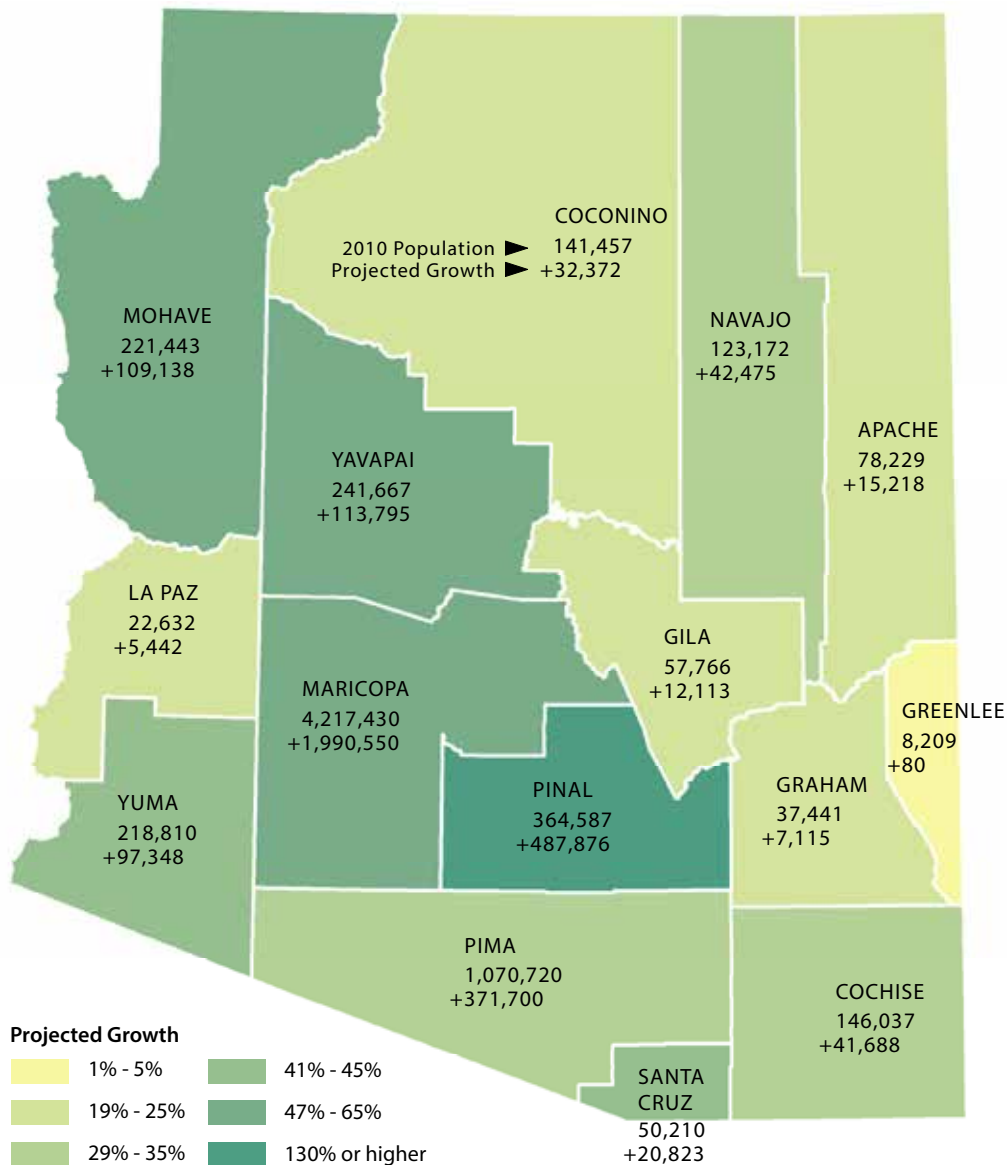 COCONINO
2010 Population ► 141,457
Projected Growth ► +32,372
MOHAVE
221,443
+109,138
NAVAJO
123,172
+42,475
APACHE
78,229
+15,218
YAVAPAI
241,667
+113,795
LA PAZ
22,632
+5,442
GILA
57,766
+12,113
MARICOPA
4,217,430
+1,990,550
GREENLEE
8,209
+80
YUMA
218,810
+97,348
PINAL
364,587
+487,876
GRAHAM
37,441
+7,115
PIMA
1,070,720
+371,700
COCHISE
146,037
+41,688
SANTA
CRUZ
50,210
+20,823
Projected Growth
1% - 5%
19% - 25%
29% - 35%
41% - 45%
47% - 65%
130% or higher